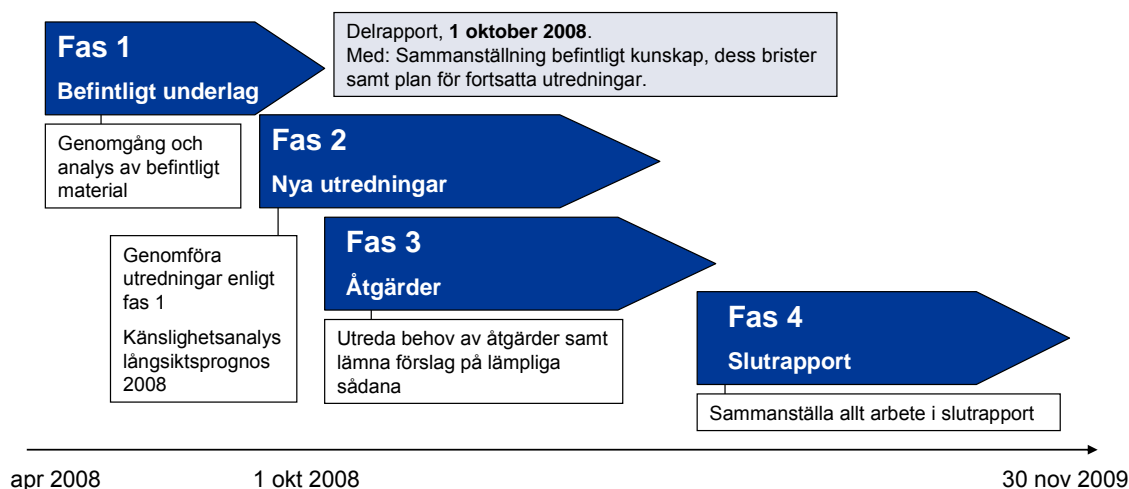 Fas 1
Befintligt underlag
Delrapport, 1 oktober 2008.
Med: Sammanställning befintligt kunskap, dess brister
samt plan för fortsatta utredningar.
Genomgång och
analys av befintligt
material
Fas 2
Nya utredningar
Genomföra
utredningar enligt
fas 1
Känslighetsanalys
långsiktsprognos
2008
Fas 3
Åtgärder
Utreda behov av åtgärder samt
lämna förslag på lämpliga
sådana
Fas 4
Slutrapport
Sammanställa allt arbete i slutrapport
apr 2008
1 okt 2008
30 nov 2009